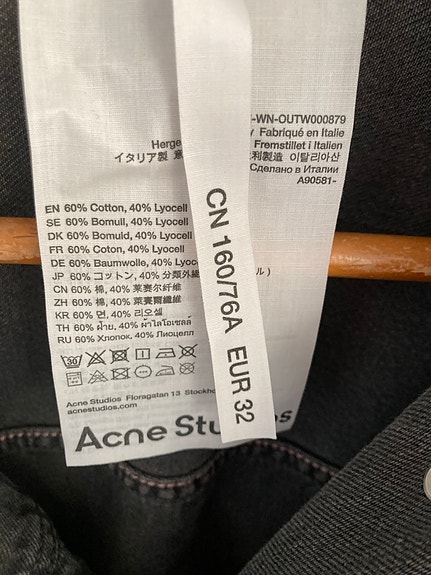 -WN-OUTW000879
Fabriqué en Italie
Herge
Fremstillet i Italien
イタリア製 意
利製造 이탈리아산
Сделано в Италии
A90581-
EN 60% Cotton, 40% Lyocell
SE 60% Bomull, 40% Lyocell
DK 60% Bomuld, 40% Lyocell
FR 60% Coton, 40% Lyocell
DE 60% Baumwolle, 40% Lyocell
JP 60% コットン, 40% 分類外繊
ル )
CN 60% 棉, 40% 莱赛尔纤维
ZH 60% 棉, 40% 萊賽爾纖維
KR 60% 면, 40% 리오셀
TH 60% ฝ้าย, 40% ผ้าไลโอเซลล์
RU 60% Хлопок, 40% Лиоцелл
30
Acne Studios Floragatan 13 Stockho
acnestudios.com
Acne Stu os
CN 160/76A EUR 32